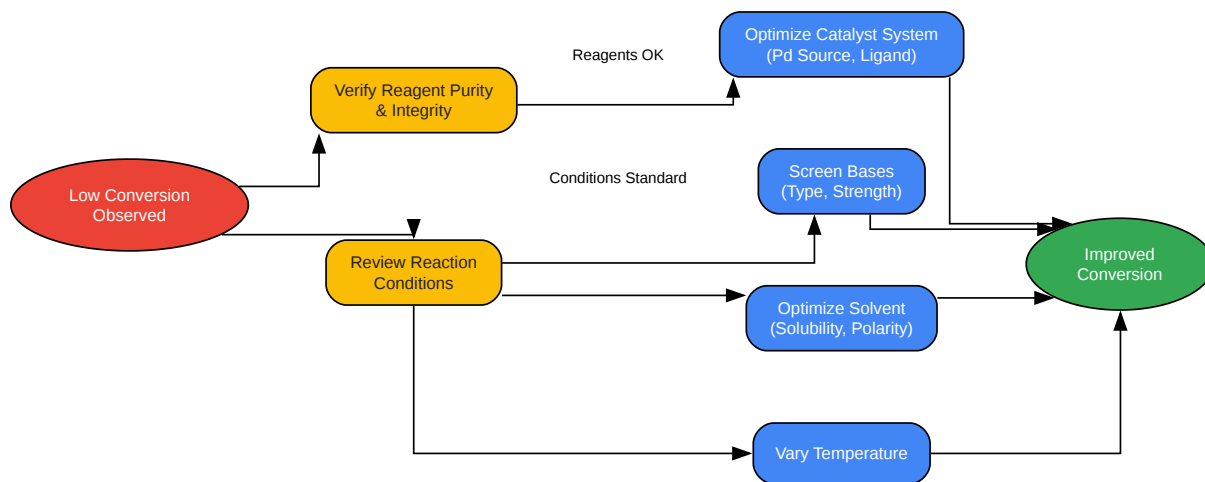 Optimize Catalyst System
(Pd Source, Ligand)
Reagents OK
Verify Reagent Purity
& Integrity
Screen Bases
(Type, Strength)
Conditions Standard
Low Conversion
Observed
Review Reaction
Conditions
Improved
Conversion
Optimize Solvent
(Solubility, Polarity)
Vary Temperature